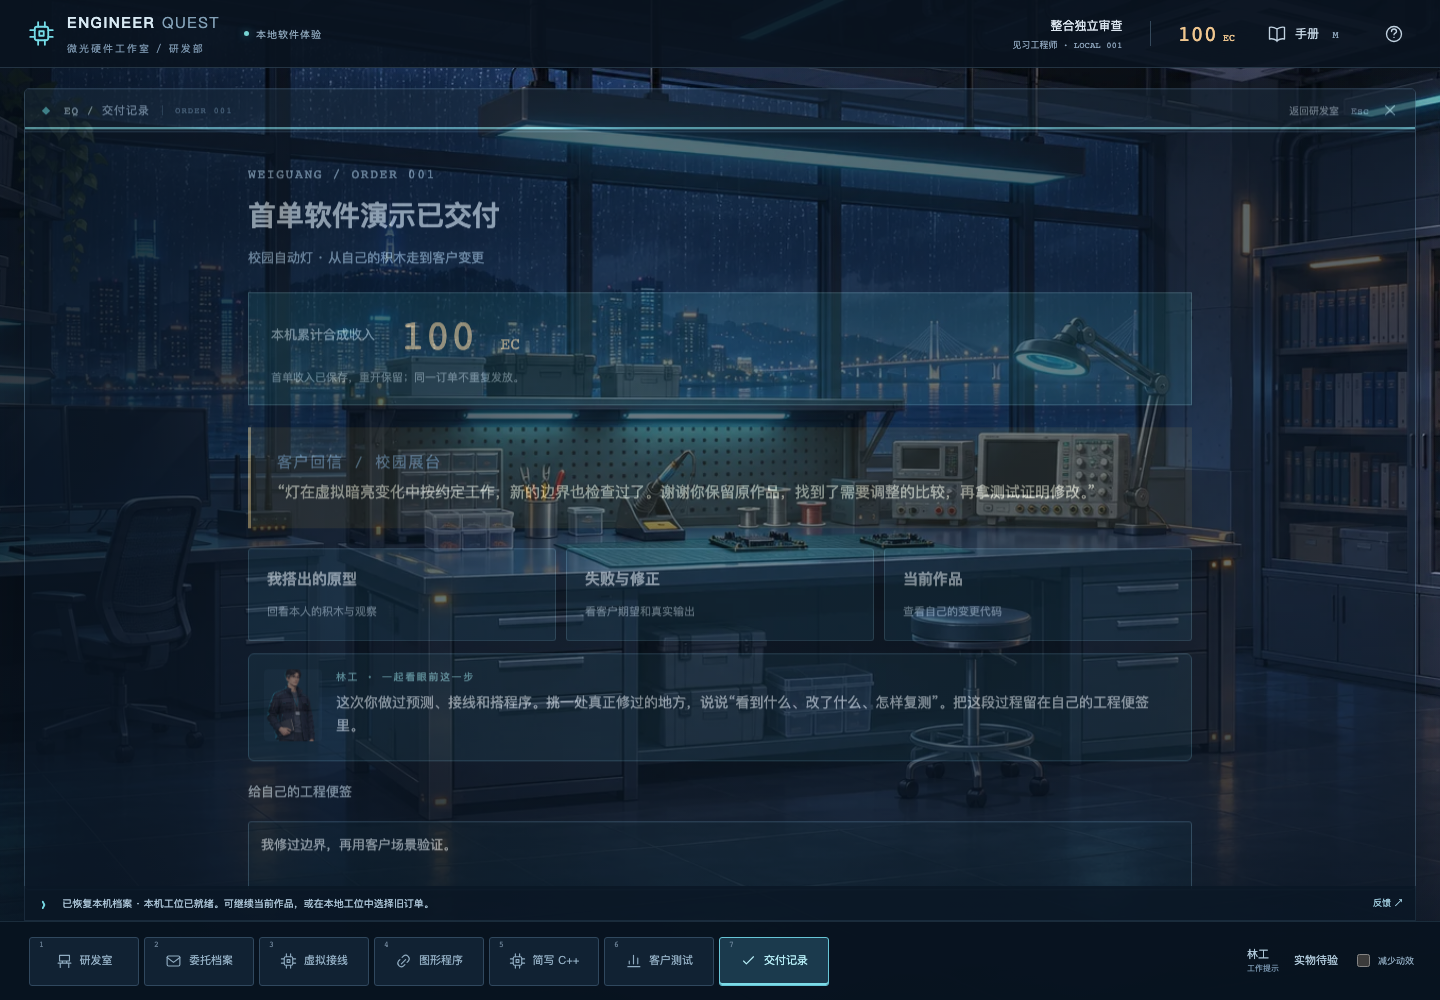 ENGINEER QUEST
微光硬件工作室 / 研发部
本地软件体验
整合独立审查
见习工程师 · LOCAL 001
100 EC
手册 M
EQ / 交付记录 ORDER 001
返回研发室 Esc
WEIGUANG / ORDER 001
首单软件演示已交付
校园自动灯 · 从自己的积木走到客户变更
本机累计合成收入 100 EC
首单收入已保存，重开保留；同一订单不重复发放。
客户回信 / 校园展台
“灯在虚拟暗亮变化中按约定工作，新的边界也检查过了。谢谢你保留原作品，找到了需要调整的比较，再拿测试证明修改。”
我搭出的原型
回看本人的积木与观察
失败与修正
看客户期望和真实输出
当前作品
查看自己的变更代码
林工 · 一起看眼前这一步
这次你做过预测、接线和搭程序。挑一处真正修过的地方，说说“看到什么、改了什么、怎样复测”。把这段过程留在自己的工程便签
里。
给自己的工程便签
我修过边界，再用客户场景验证。
已恢复本机档案 · 本机工位已就绪。可继续当前作品，或在本地工位中选择旧订单。
反馈 ↗
1 研发室
2 委托档案
3 虚拟接线
4 图形程序
5 简写 C++
6 客户测试
7 交付记录
林工
工作提示
实物待验
减少动效